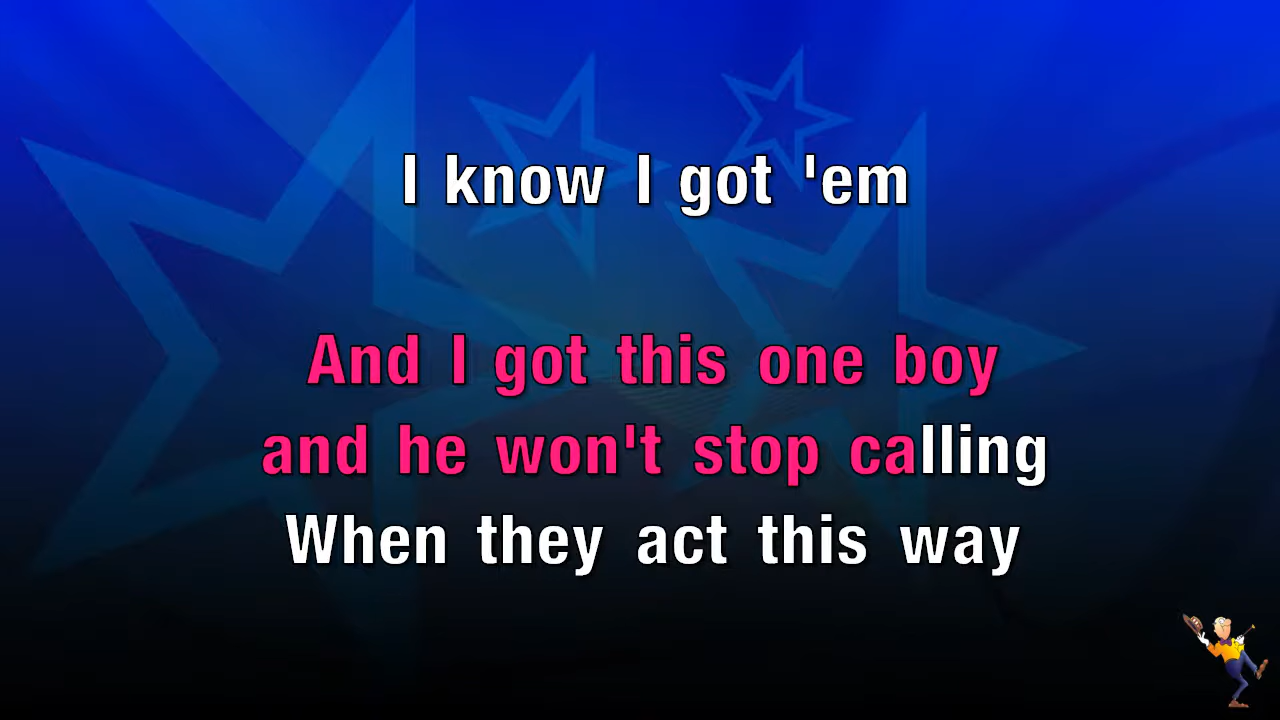 I know I got 'em
And I got this one boy
and he won't stop calling
When they act this way